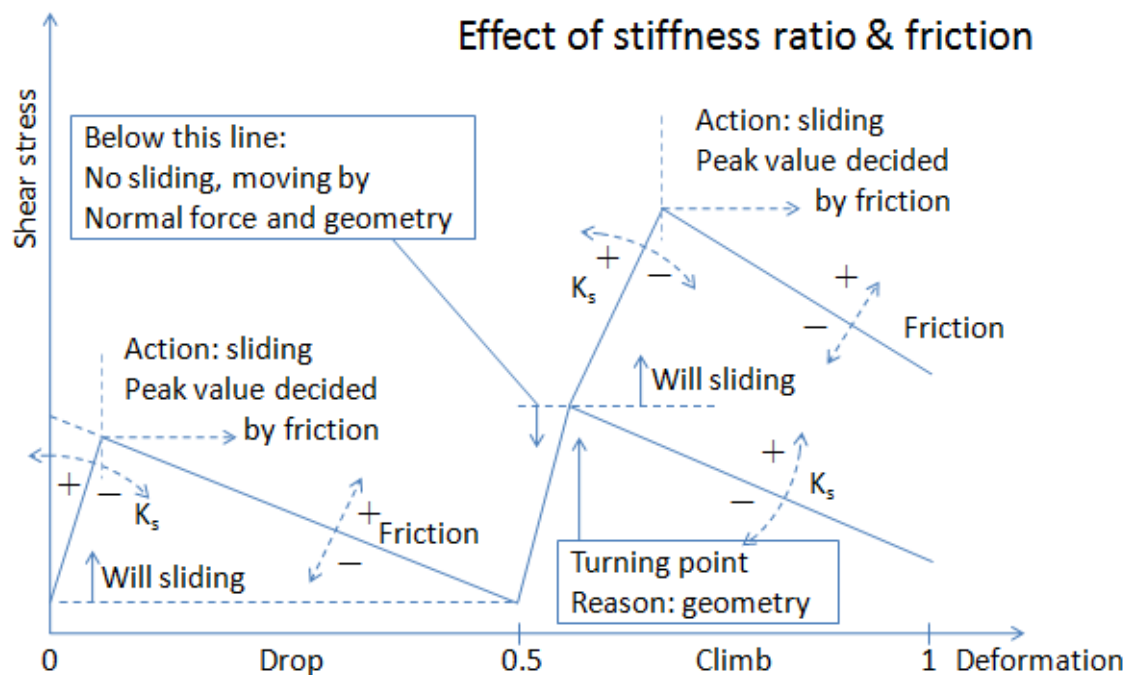 Effect of stiffness ratio & friction
Shear stress
Below this line:
No sliding, moving by
Normal force and geometry
Action: sliding
Peak value decided
by friction
+
−
Ks
+
−
Friction
Will sliding
Action: sliding
Peak value decided
by friction
+
−
Ks
+
−
Friction
Will sliding
+
−
Ks
Turning point
Reason: geometry
0
Drop
0.5
Climb
1
Deformation